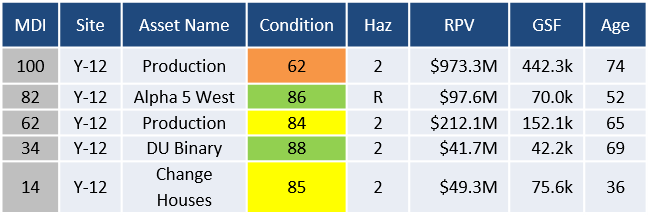 MDI Site Asset Name Condition Haz RPV GSF Age
100 Y-12 Production 62 2 $973.3M 442.3k 74
82 Y-12 Alpha 5 West 86 R $97.6M 70.0k 52
62 Y-12 Production 84 2 $212.1M 152.1k 65
34 Y-12 DU Binary 88 2 $41.7M 42.2k 69
14 Y-12 Change Houses 85 2 $49.3M 75.6k 36